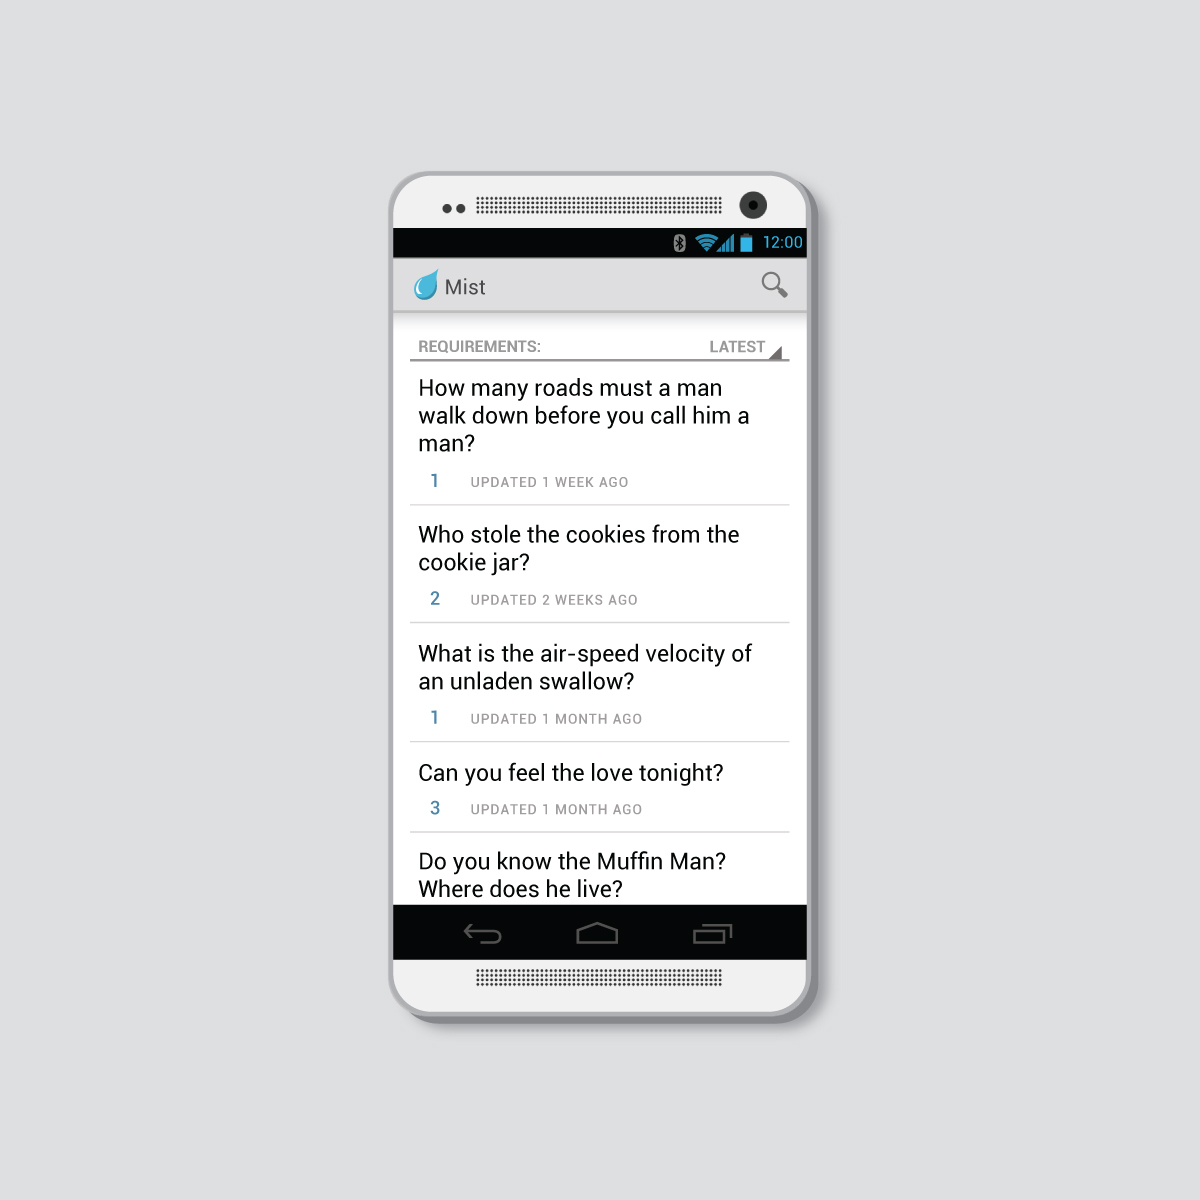 12:00
Mist
REQUIREMENTS: LATEST
How many roads must a man
walk down before you call him a
man?
1 UPDATED 1 WEEK AGO
Who stole the cookies from the
cookie jar?
2 UPDATED 2 WEEKS AGO
What is the air-speed velocity of
an unladen swallow?
1 UPDATED 1 MONTH AGO
Can you feel the love tonight?
3 UPDATED 1 MONTH AGO
Do you know the Muffin Man?
Where does he live?